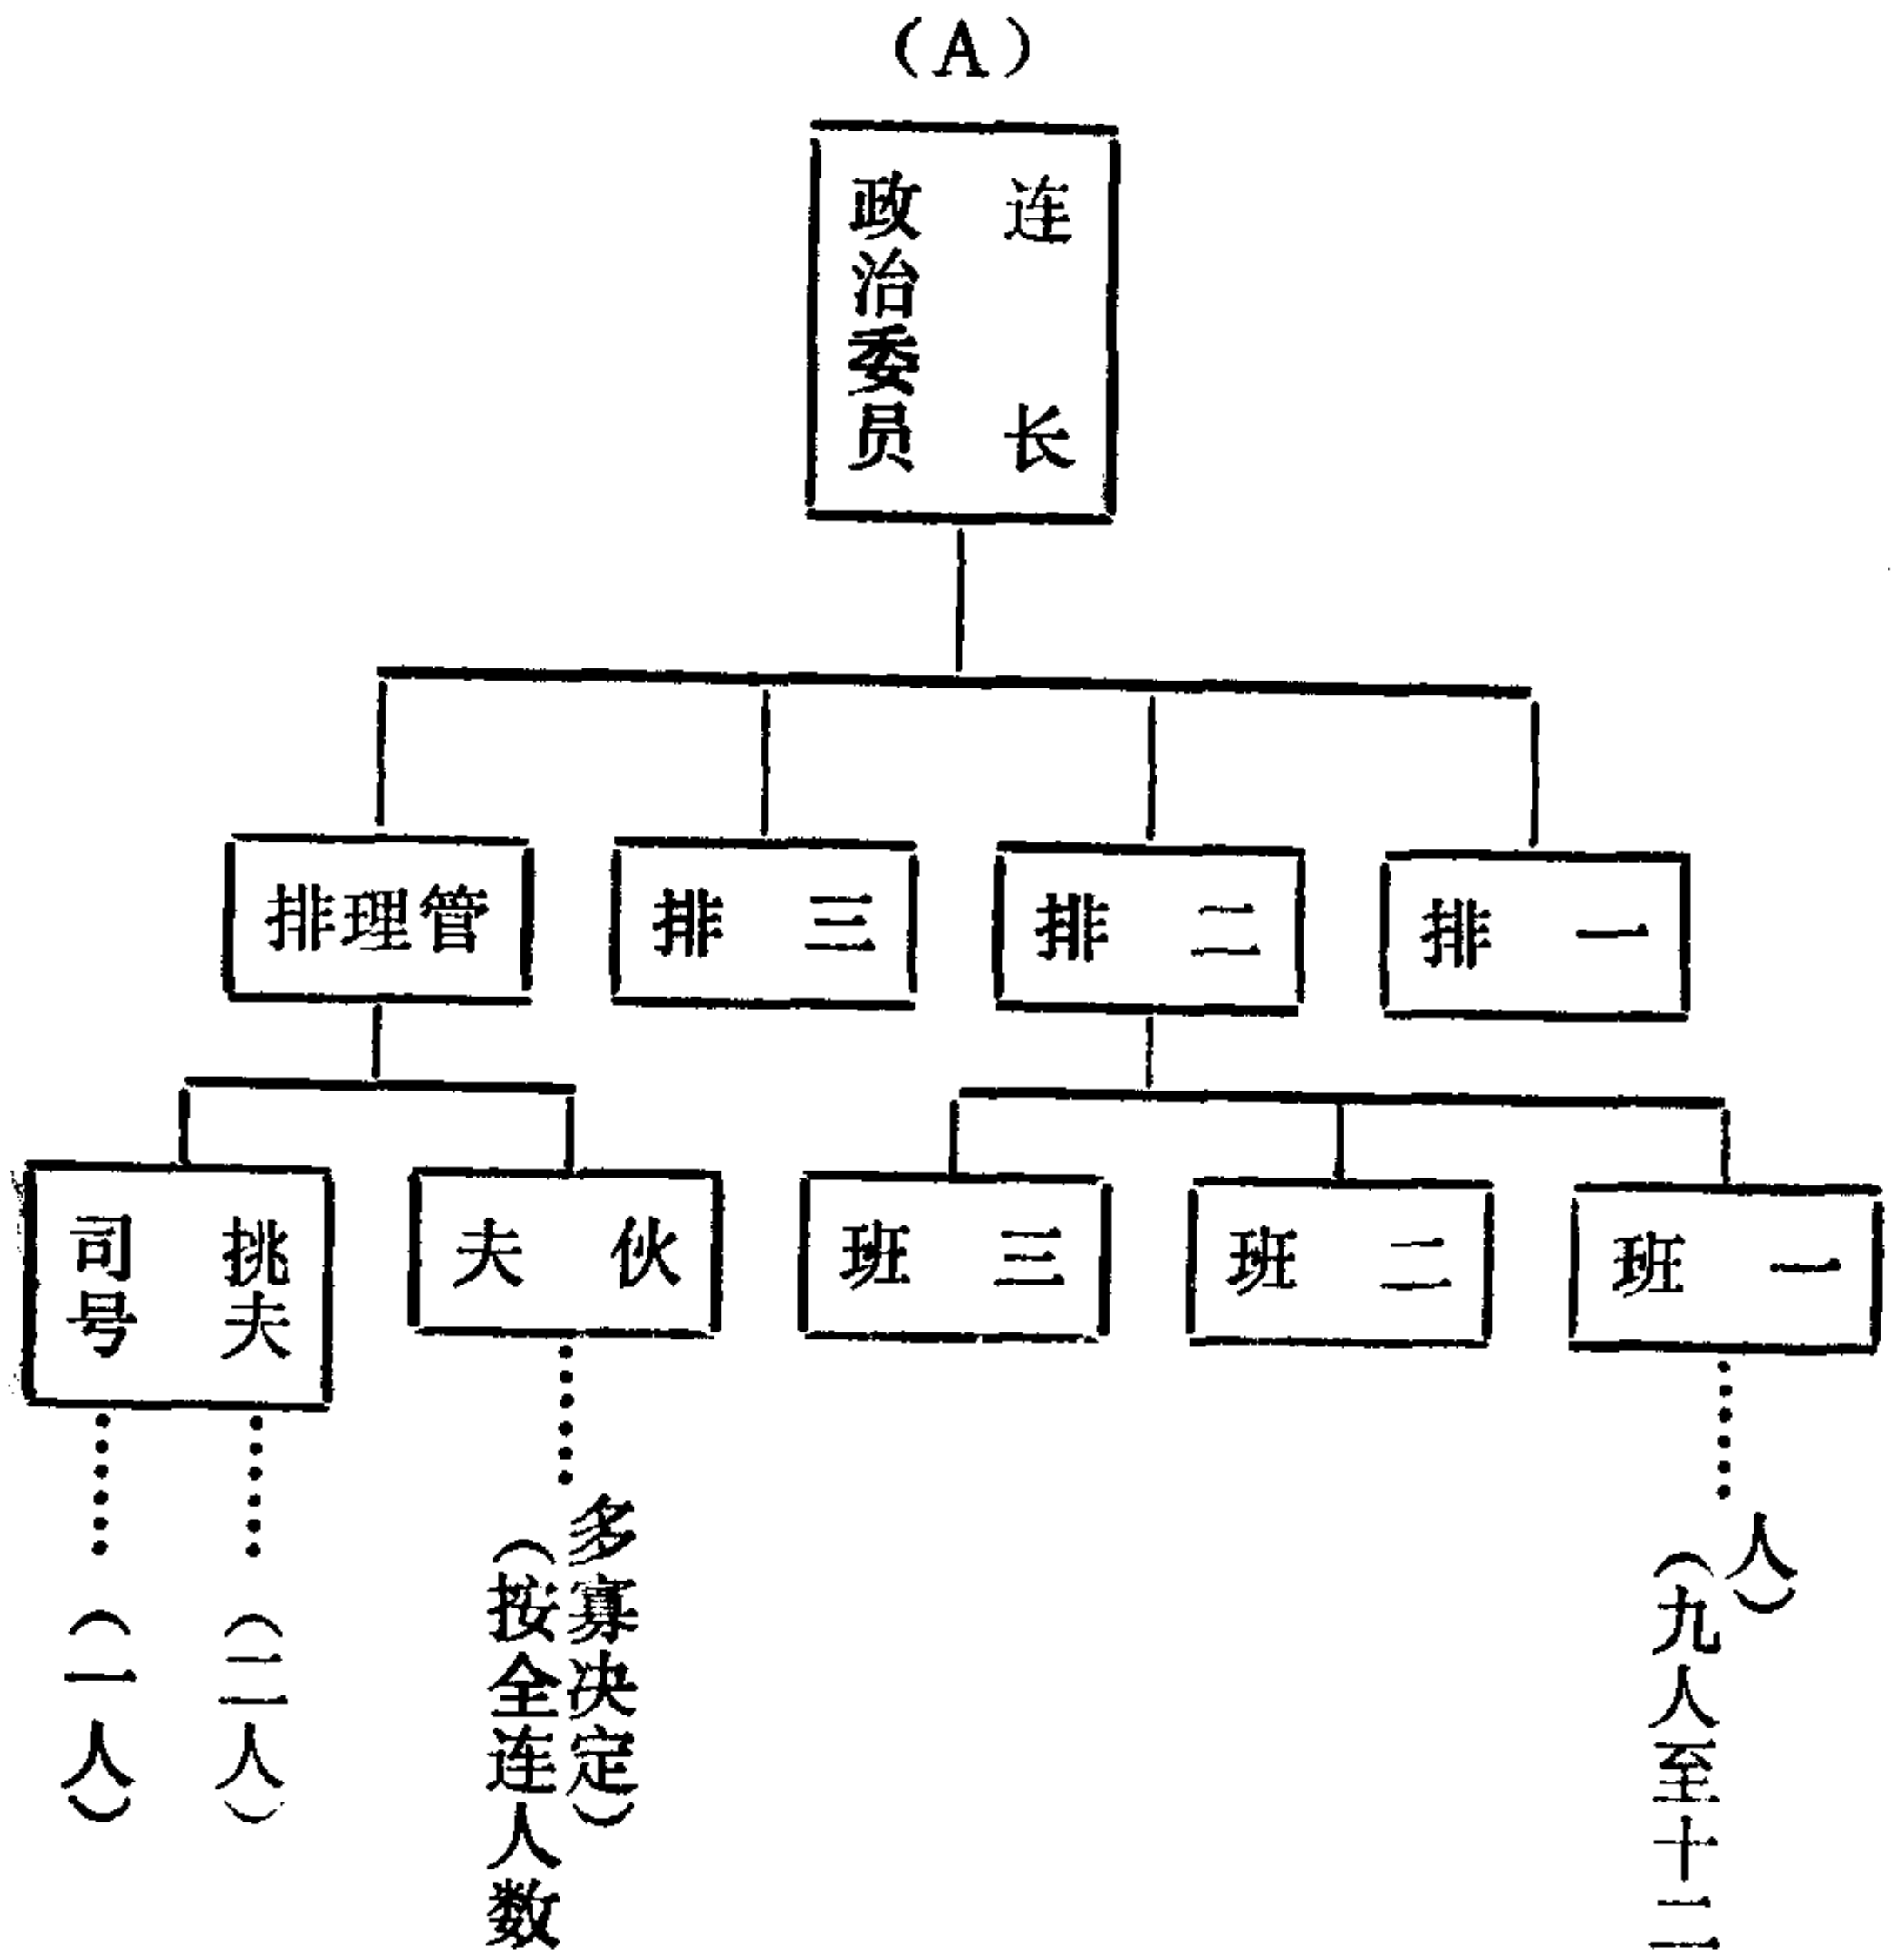 (A)
连长
政治委员
一排
二排
三排
管理排
一班
二班
三班
伙夫
挑夫
司号
(九人至十二
人)
(按全连人数
多寡决定)
(二人)
(一人)